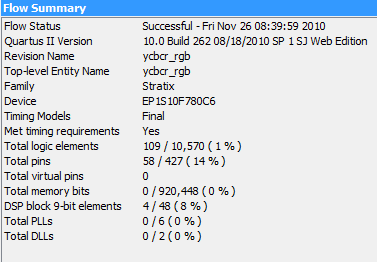 Flow Summary
Flow Status Successful - Fri Nov 26 08:39:59 2010
Quartus II Version 10.0 Build 262 08/18/2010 SP 1 SJ Web Edition
Revision Name ycbcr_rgb
Top-level Entity Name ycbcr_rgb
Family Stratix
Device EP1S10F780C6
Timing Models Final
Met timing requirements Yes
Total logic elements 109 / 10,570 ( 1 % )
Total pins 58 / 427 ( 14 % )
Total virtual pins 0
Total memory bits 0 / 920,448 ( 0 % )
DSP block 9-bit elements 4 / 48 ( 8 % )
Total PLLs 0 / 6 ( 0 % )
Total DLLs 0 / 2 ( 0 % )